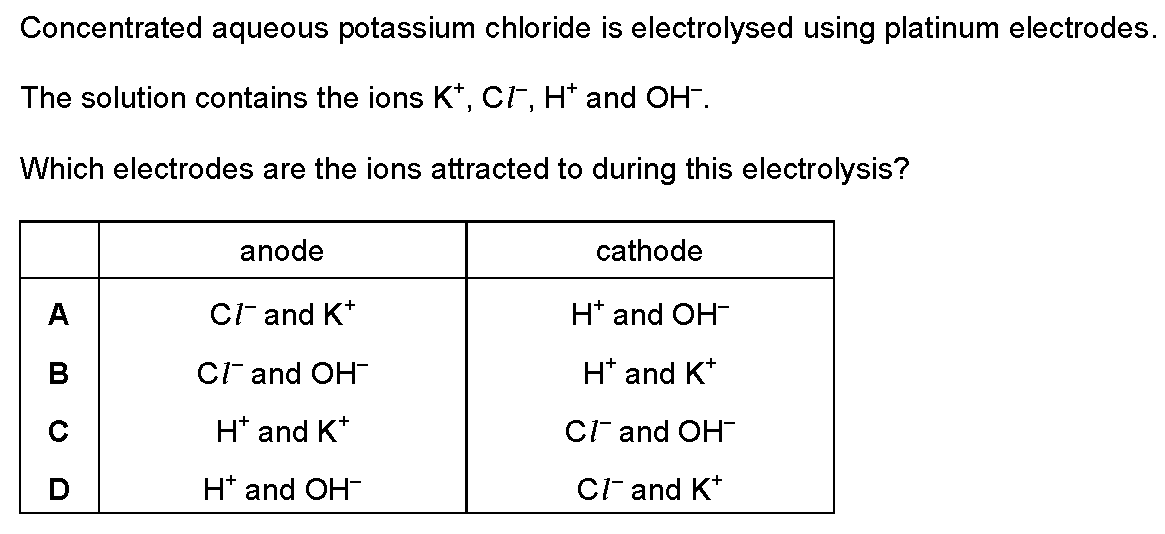 Concentrated aqueous potassium chloride is electrolysed using platinum electrodes.
The solution contains the ions K⁺, Cl⁻, H⁺ and OH⁻.
Which electrodes are the ions attracted to during this electrolysis?
anode cathode
A Cl⁻ and K⁺ H⁺ and OH⁻
B Cl⁻ and OH⁻ H⁺ and K⁺
C H⁺ and K⁺ Cl⁻ and OH⁻
D H⁺ and OH⁻ Cl⁻ and K⁺